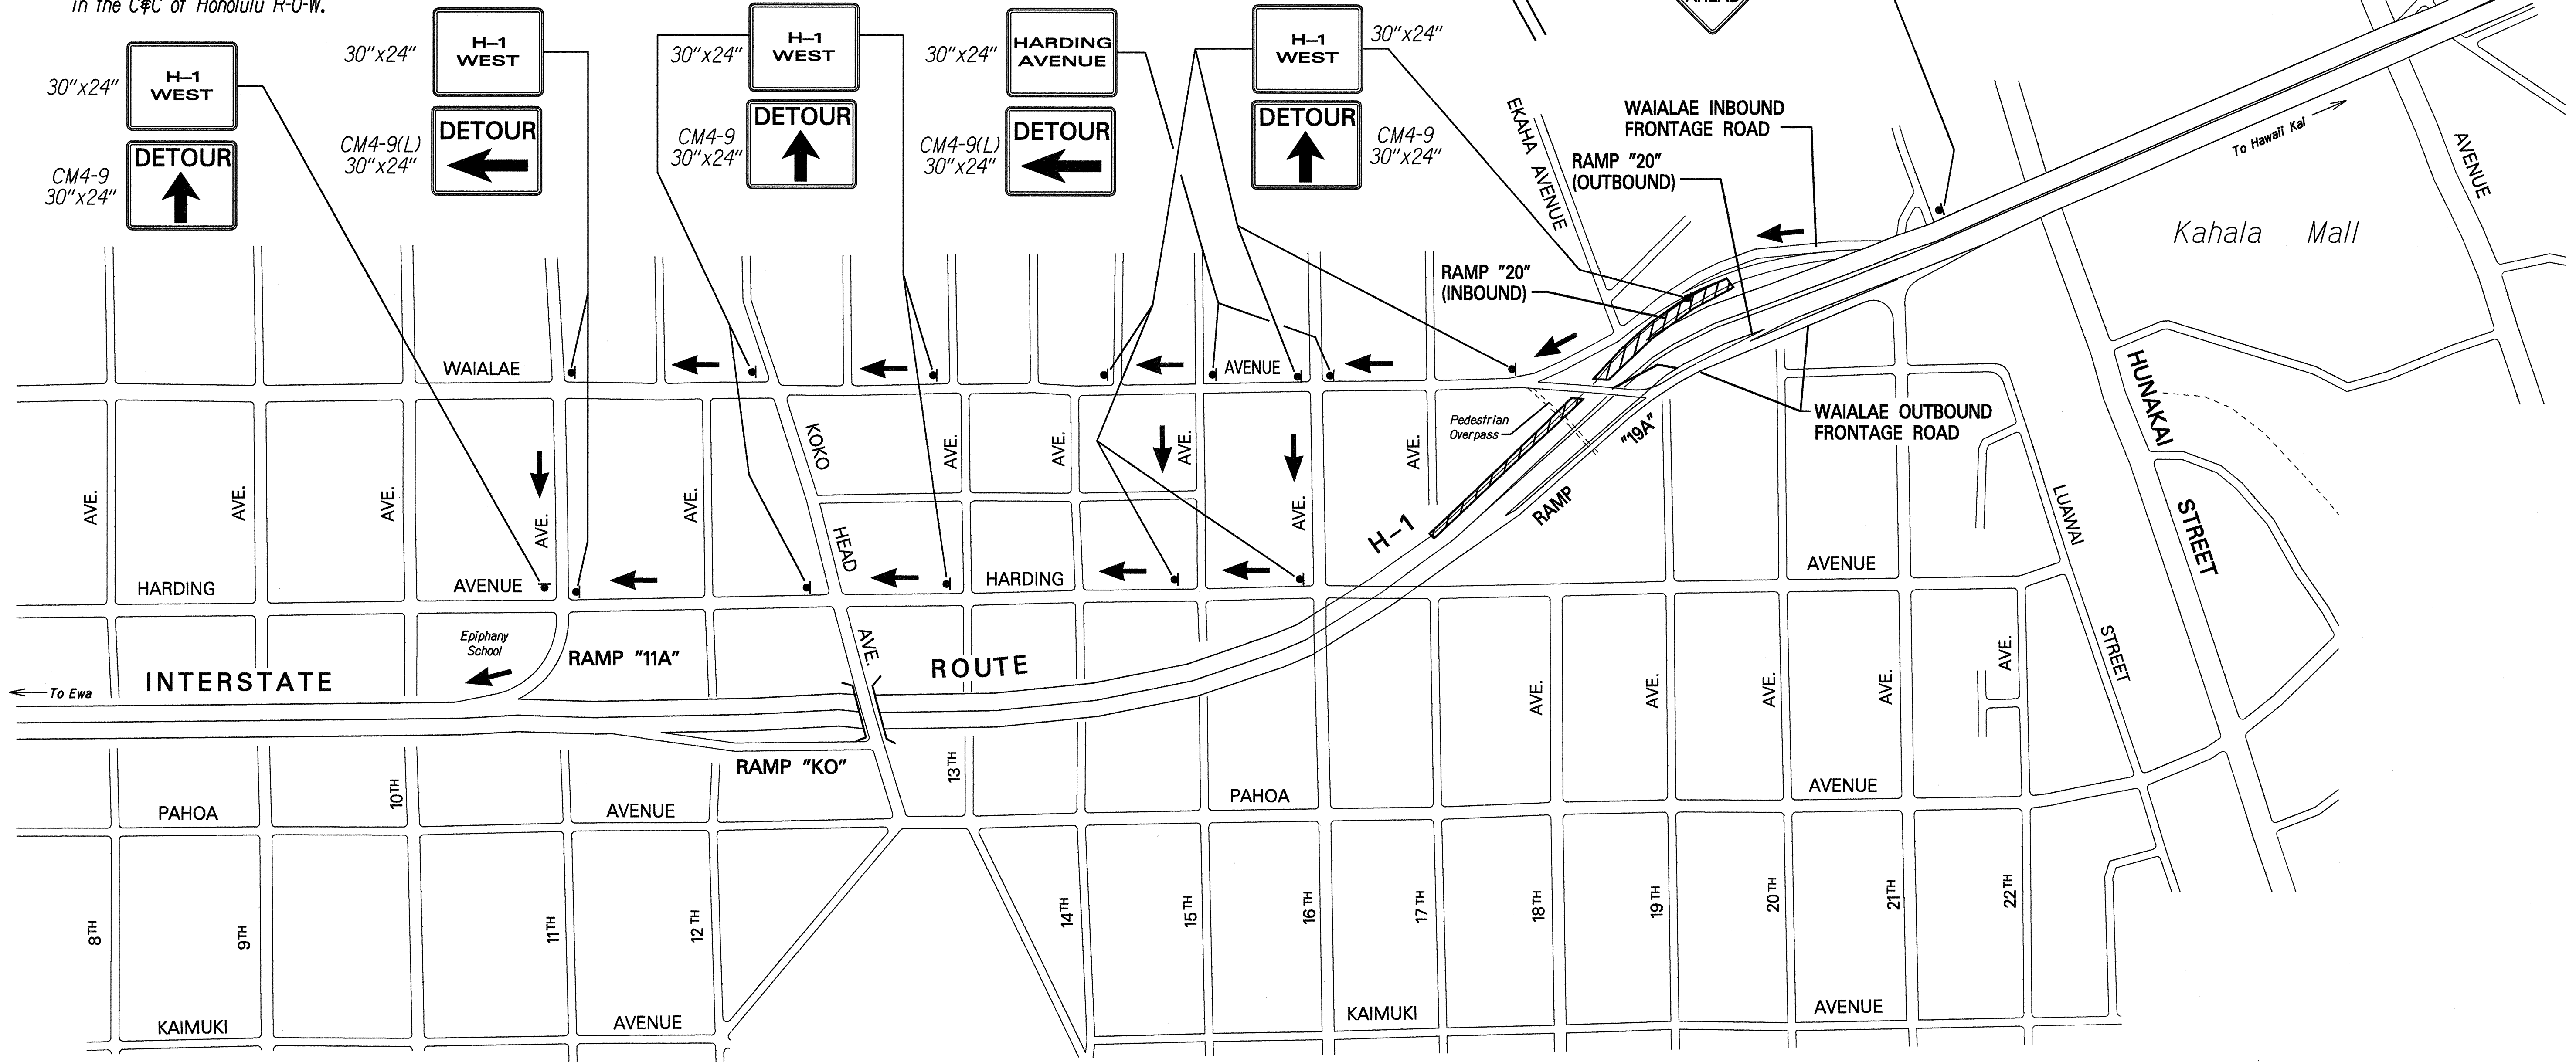 in the C&C of Honolulu R-O-W.
30"x24"
H-1
WEST
CM4-9
30"x24"
DETOUR
30"x24"
H-1
WEST
CM4-9(L)
30"x24"
DETOUR
30"x24"
H-1
WEST
CM4-9
30"x24"
DETOUR
30"x24"
HARDING
AVENUE
CM4-9(L)
30"x24"
DETOUR
H-1
WEST
30"x24"
DETOUR
CM4-9
30"x24"
EKAHA AVENUE
WAIALAE INBOUND
FRONTAGE ROAD
RAMP "20"
(OUTBOUND)
RAMP "20"
(INBOUND)
To Hawaii Kai
AVENUE
Kahala Mall
WAIALAE
AVENUE
WAIALAE OUTBOUND
FRONTAGE ROAD
Pedestrian
Overpass
"19A"
RAMP
H-1
HUNAKAI
STREET
LUAWAI
STREET
KOKO
HEAD
AVE.
AVE.
AVE.
AVE.
AVE.
AVE.
AVE.
AVE.
AVE.
AVE.
AVE.
HARDING
AVENUE
HARDING
AVENUE
Epiphany
School
RAMP "11A"
To Ewa
INTERSTATE
ROUTE
AVE.
AVE.
AVE.
AVE.
AVE.
RAMP "KO"
13TH
10TH
PAHOA
AVENUE
PAHOA
AVENUE
8TH
9TH
11TH
12TH
14TH
15TH
16TH
17TH
18TH
19TH
20TH
21TH
22TH
KAIMUKI
AVENUE
KAIMUKI
AVENUE